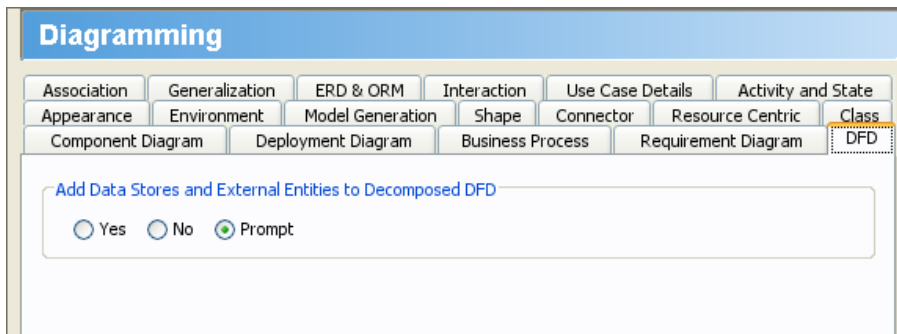 Diagramming
Association Generalization ERD & ORM Interaction Use Case Details Activity and State
Appearance Environment Model Generation Shape Connector Resource Centric Class
Component Diagram Deployment Diagram Business Process Requirement Diagram DFD
Add Data Stores and External Entities to Decomposed DFD
Yes No Prompt